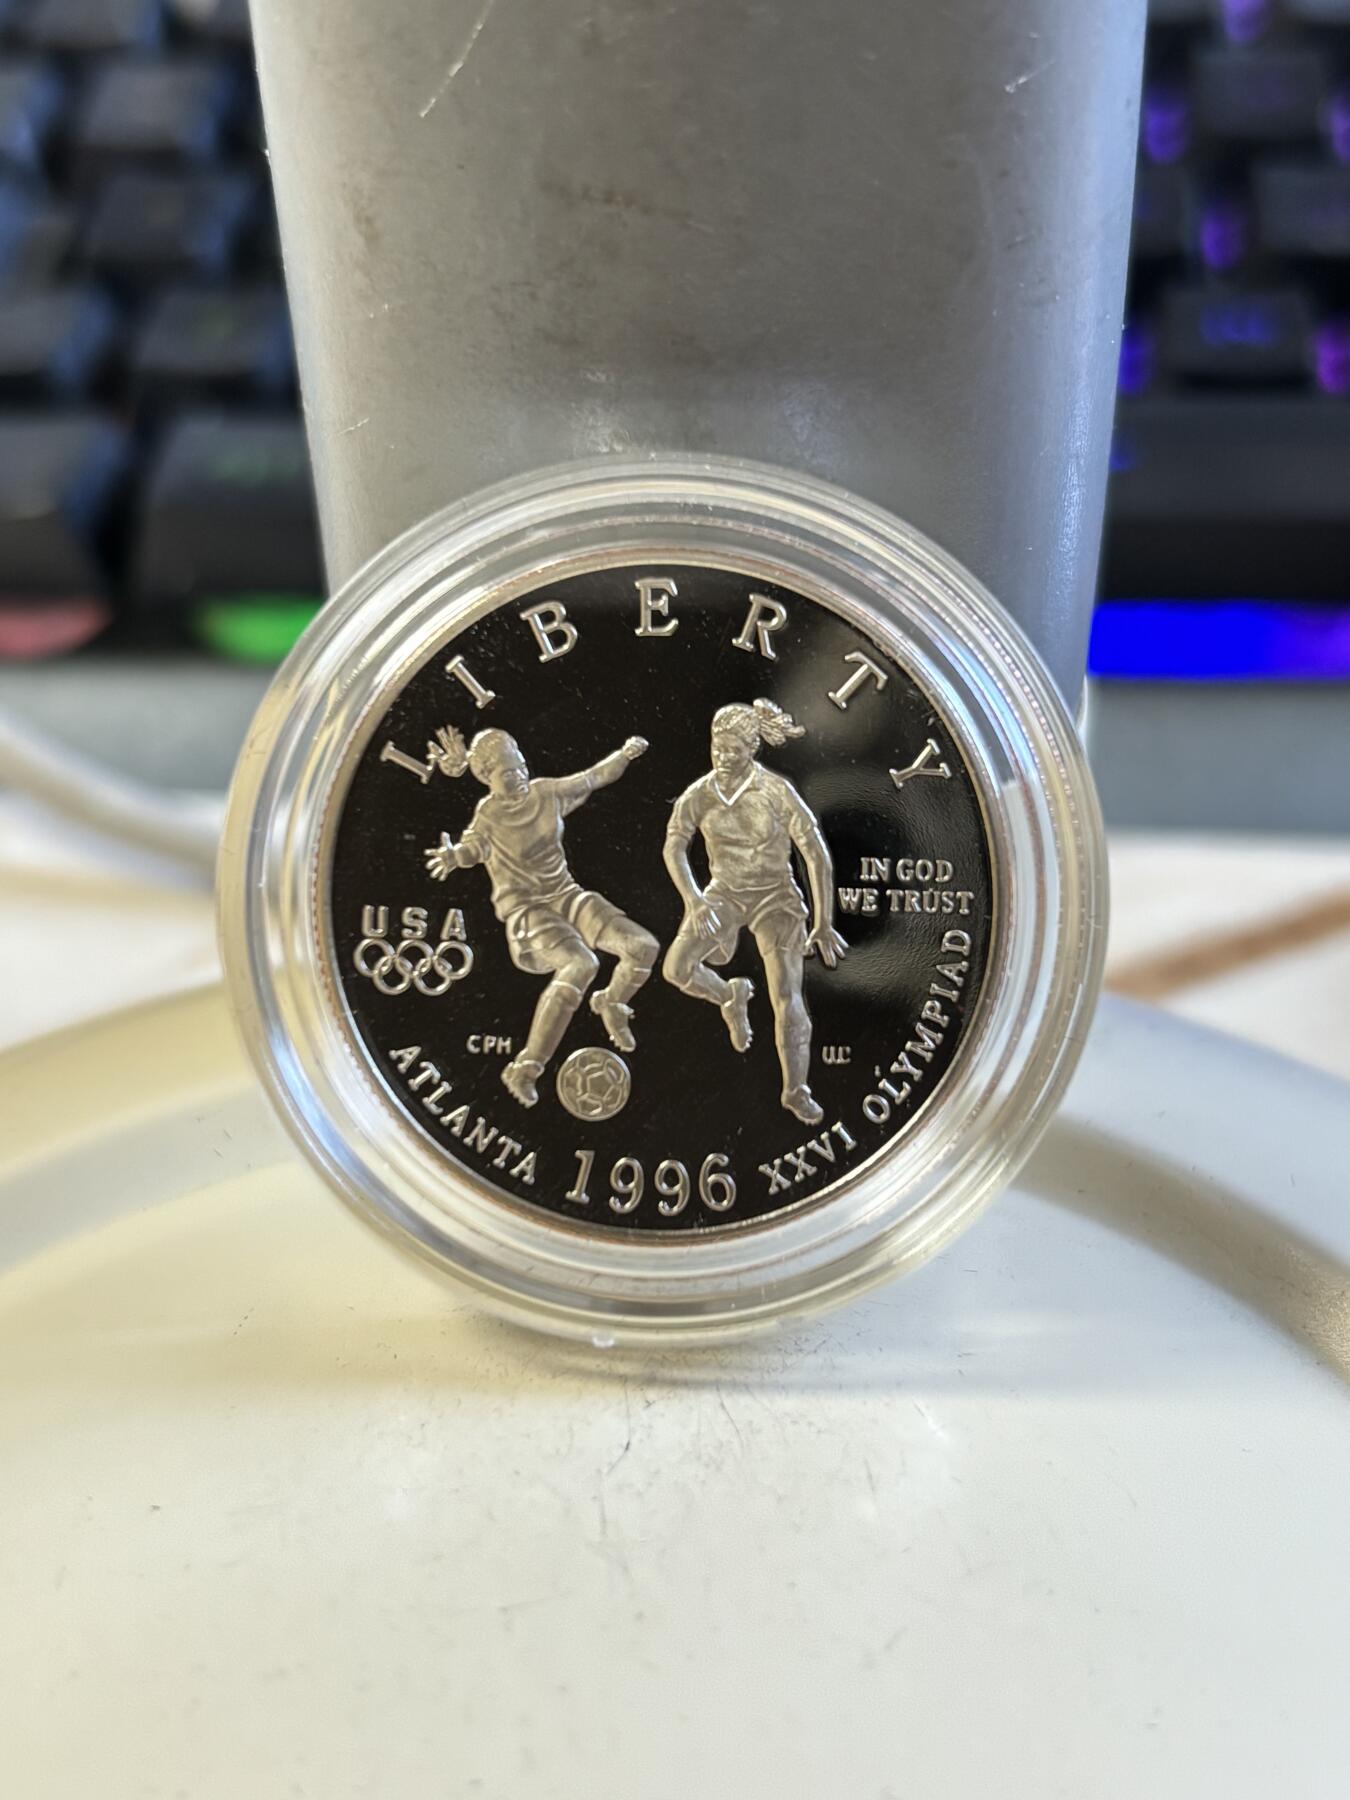 LIBERTY
IN GOD
WE TRUST
USA
CPH
ATLANTA 1996 XXVI OLYMPIAD